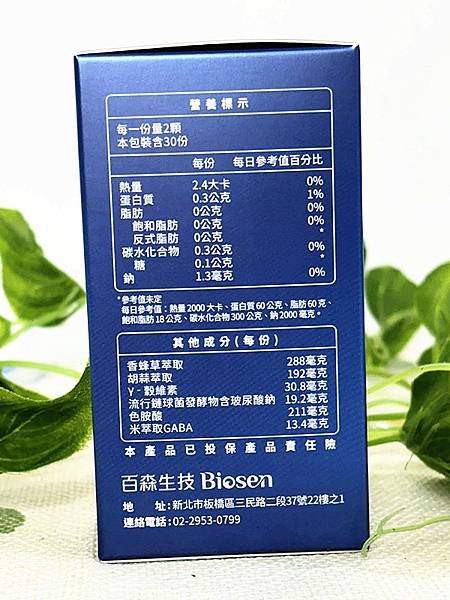 營養標示
每一份量2顆
本包裝含30份
每份 每日參考值百分比
熱量 2.4大卡 0%
蛋白質 0.3公克 1%
脂肪 0公克 0%
飽和脂肪 0公克 0%
反式脂肪 0公克 *
碳水化合物 0.3公克 0%
糖 0.1公克 *
鈉 1.3毫克 0%
*參考值未定
每日參考值:熱量2000大卡、蛋白質60公克、脂肪60克、
飽和脂肪18公克、碳水化合物300公克、鈉2000毫克。
其他成分(每份)
香蜂草萃取 288毫克
胡蒜萃取 192毫克
Y-穀維素 30.8毫克
流行鏈球菌發酵物含玻尿酸鈉 19.2毫克
色胺酸 211毫克
米萃取GABA 13.4毫克
本產品已投保產品責任險
百森生技 Biosen
地 址:新北市板橋區三民路二段37號22樓之1
連絡電話:02-2953-0799